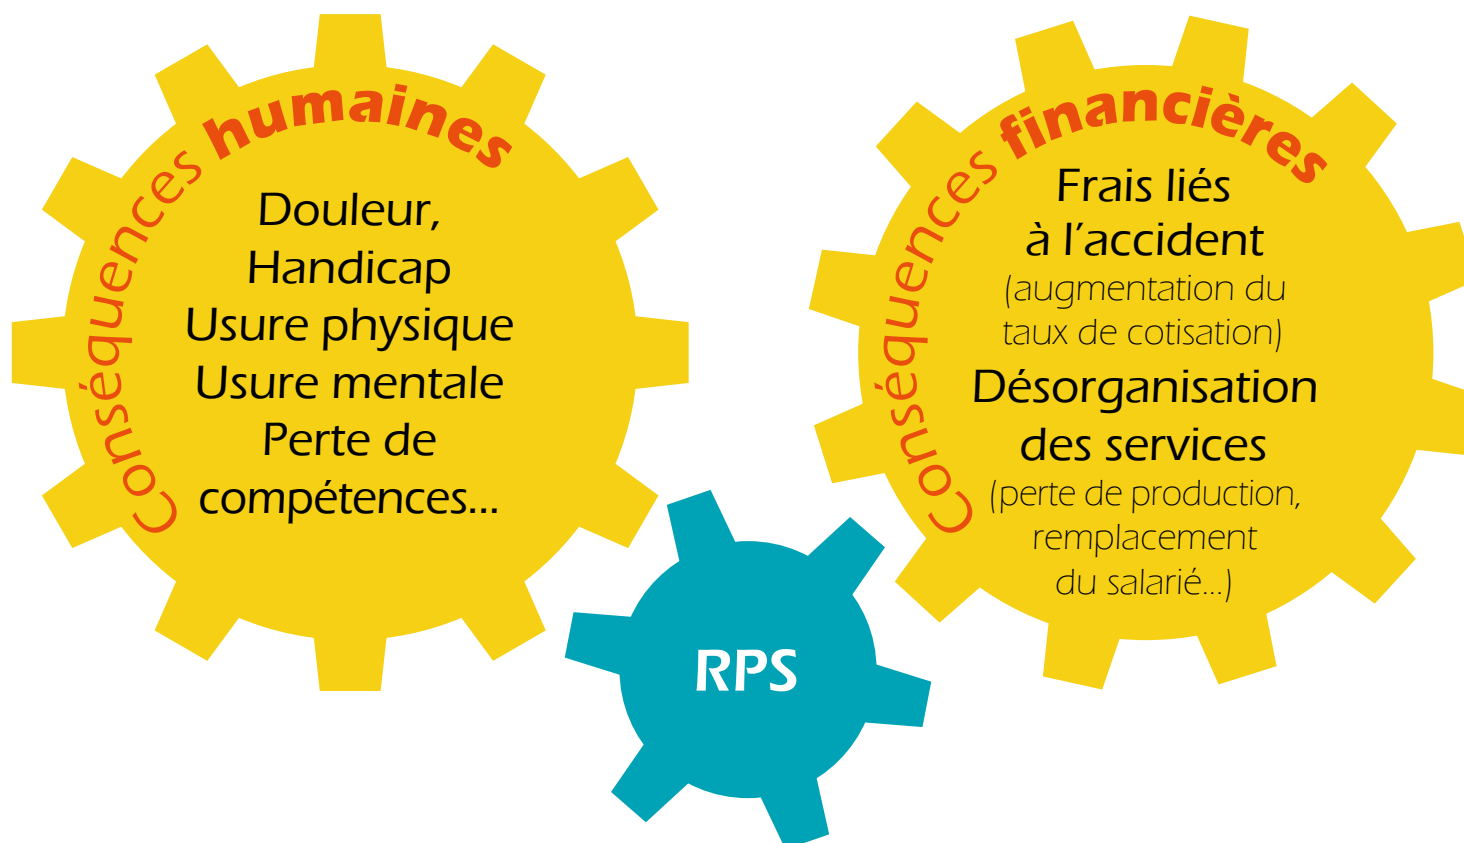 Conséquences humaines
Douleur,
Handicap
Usure physique
Usure mentale
Perte de
compétences...
Conséquences financières
Frais liés
à l’accident
(augmentation du
taux de cotisation)
Désorganisation
des services
(perte de production,
remplacement
du salarié...)
RPS